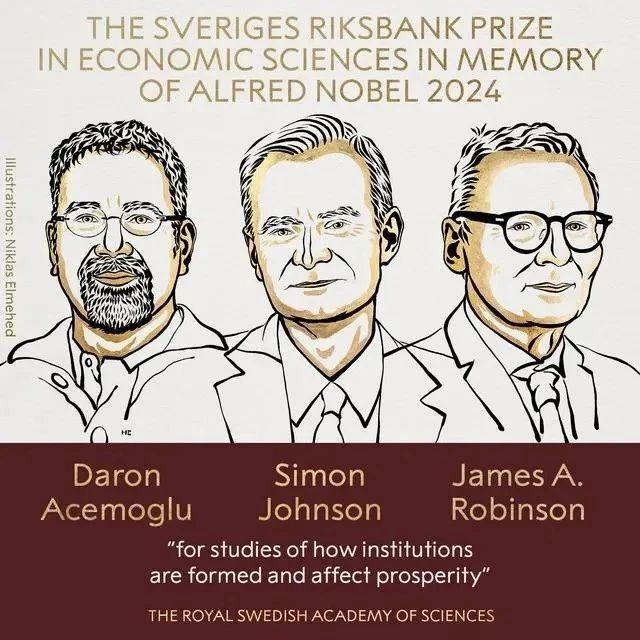 THE SVERIGES RIKSBANK PRIZE
IN ECONOMIC SCIENCES IN MEMORY
OF ALFRED NOBEL 2024
Illustrations: Niklas Elmehed
Daron
Acemoglu
Simon
Johnson
James A.
Robinson
"for studies of how institutions
are formed and affect prosperity"
THE ROYAL SWEDISH ACADEMY OF SCIENCES